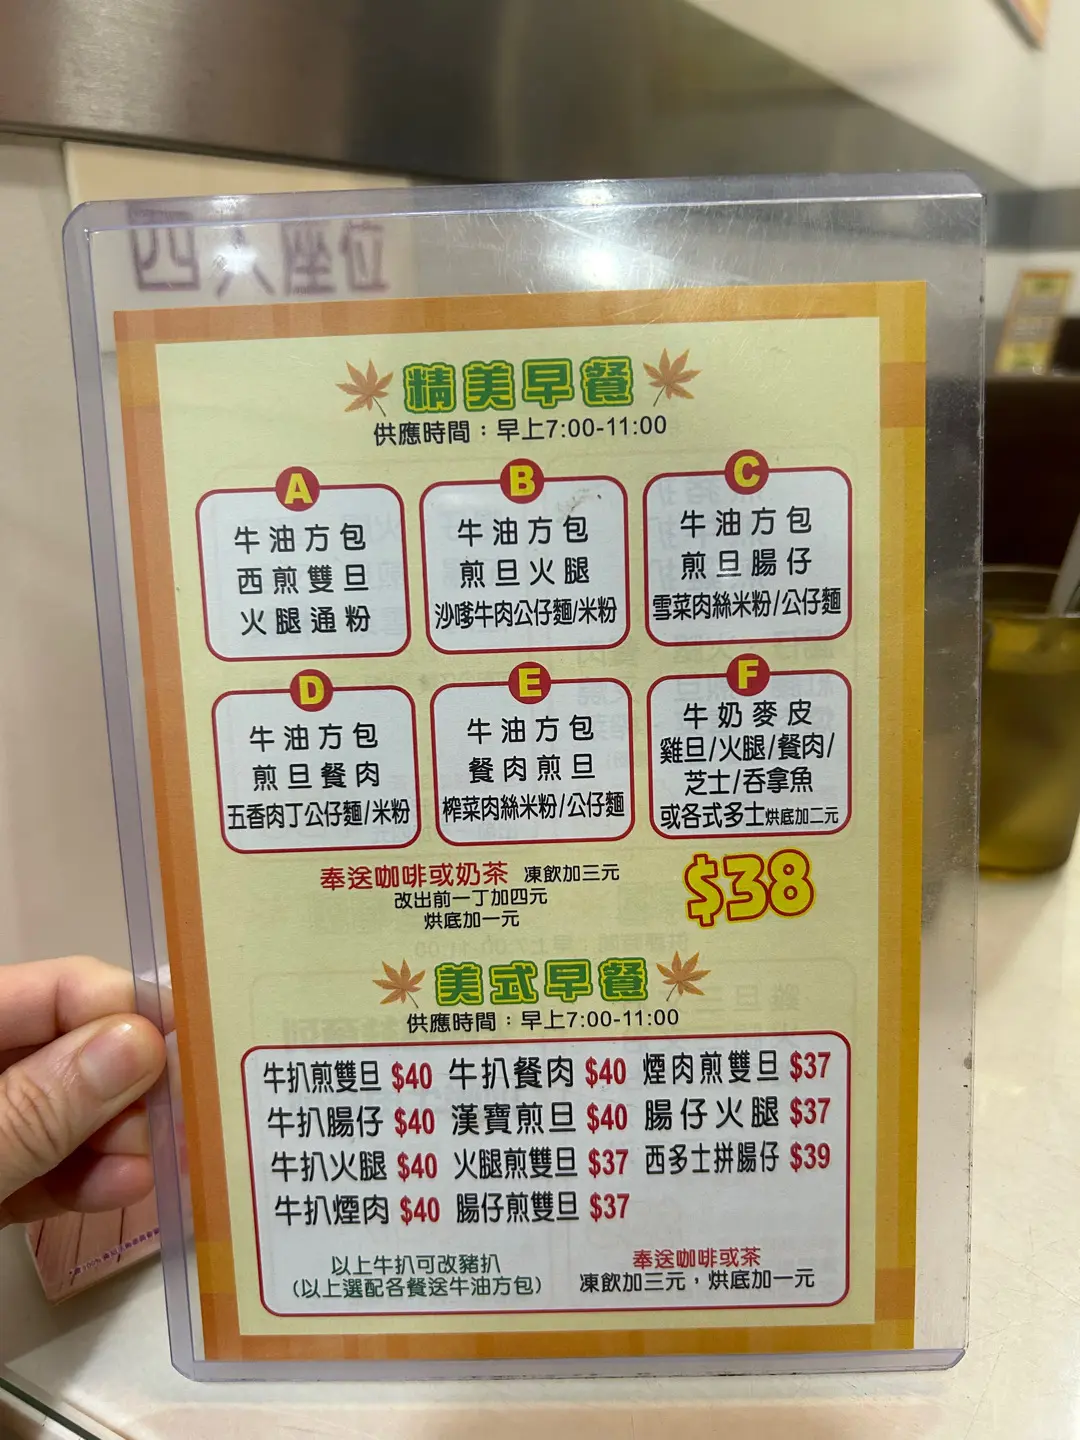 四人座位
精美早餐
供應時間：早上7:00-11:00
A
牛油方包
西煎雙旦
火腿通粉
B
牛油方包
煎旦火腿
沙嗲牛肉公仔麵/米粉
C
牛油方包
煎旦腸仔
雪菜肉絲米粉/公仔麵
D
牛油方包
煎旦餐肉
五香肉丁公仔麵/米粉
E
牛油方包
餐肉煎旦
榨菜肉絲米粉/公仔麵
F
牛奶麥皮
雞旦/火腿/餐肉/
芝士/吞拿魚
或各式多士烘底加二元
奉送咖啡或奶茶 凍飲加三元
改出前一丁加四元
烘底加一元
$38
美式早餐
供應時間：早上7:00-11:00
牛扒煎雙旦 $40 牛扒餐肉 $40 煙肉煎雙旦 $37
牛扒腸仔 $40 漢寶煎旦 $40 腸仔火腿 $37
牛扒火腿 $40 火腿煎雙旦 $37 西多士拼腸仔 $39
牛扒煙肉 $40 腸仔煎雙旦 $37
以上牛扒可改豬扒
(以上選配各餐送牛油方包)
奉送咖啡或茶
凍飲加三元，烘底加一元